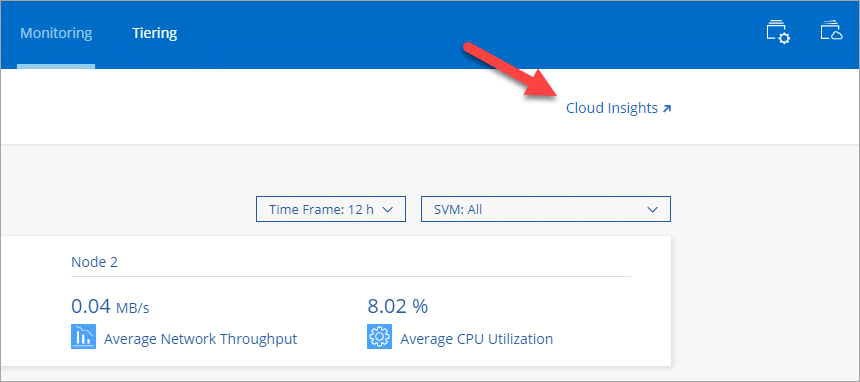 Monitoring Tiering
Cloud Insights
Time Frame: 12 h SVM: All
Node 2
0.04 MB/s 8.02 %
Average Network Throughput Average CPU Utilization